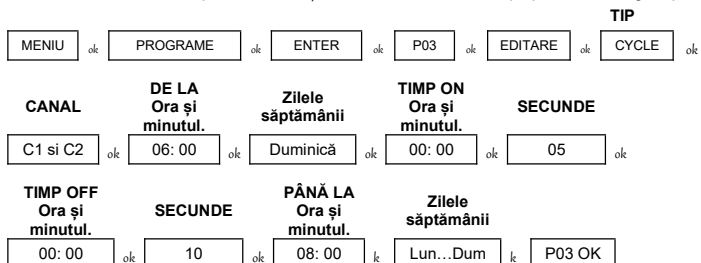 TIP
MENIU ok PROGRAME ok ENTER ok P03 ok EDITARE ok CYCLE ok
CANAL
DE LA
Ora și
minutul.
Zilele
săptămânii
TIMP ON
Ora și
minutul.
SECUNDE
C1 si C2 ok 06: 00 ok Duminică ok 00: 00 ok 05 ok
TIMP OFF
Ora și
minutul.
SECUNDE
PÂNĂ LA
Ora și
minutul.
Zilele
săptămânii
00: 00 ok 10 ok 08: 00 k Lun...Dum k P03 OK